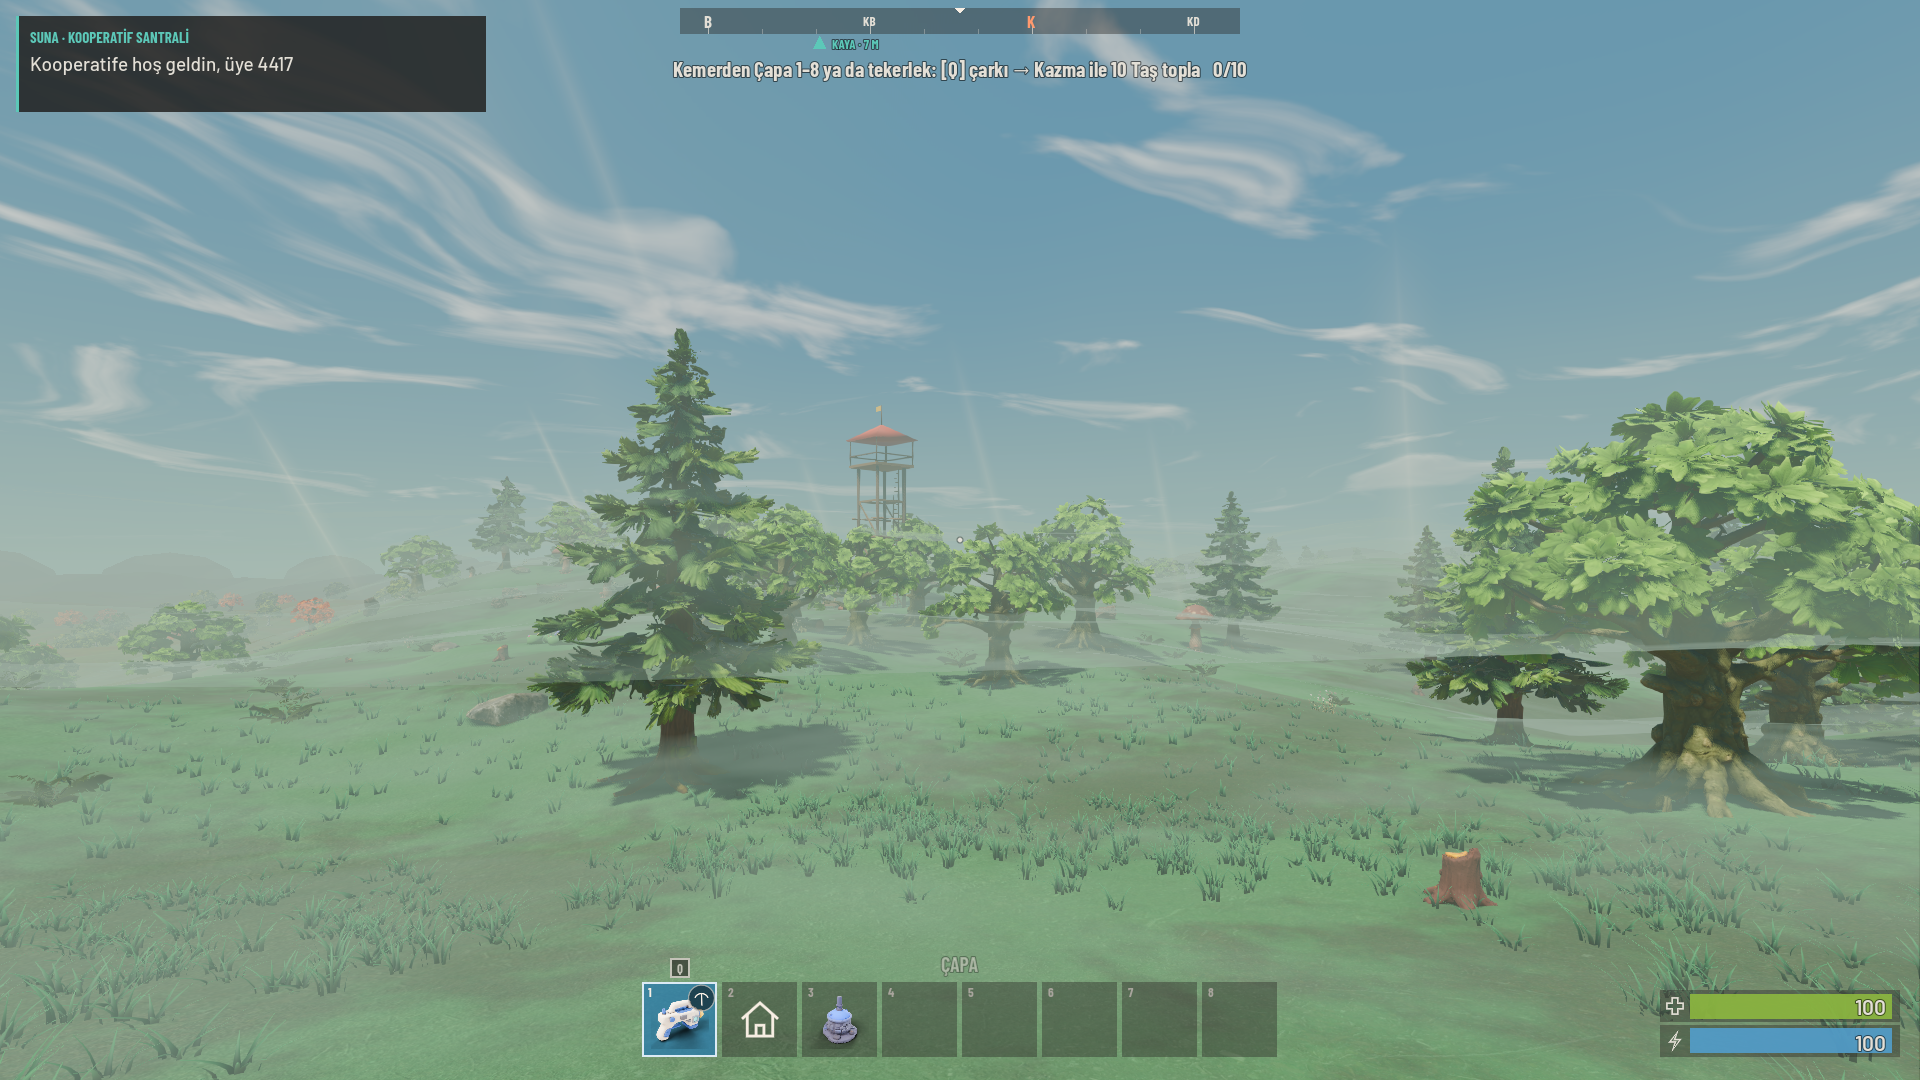 SUNA · KOOPERATİF SANTRALİ
Kooperatife hoş geldin, üye 4417
B KB K KD
KAYA · 7 M
Kemerden Çapa 1-8 ya da tekerlek: [Q] çarkı → Kazma ile 10 Taş topla 0/10
ÇAPA
Q
1 2 3 4 5 6 7 8
100
100